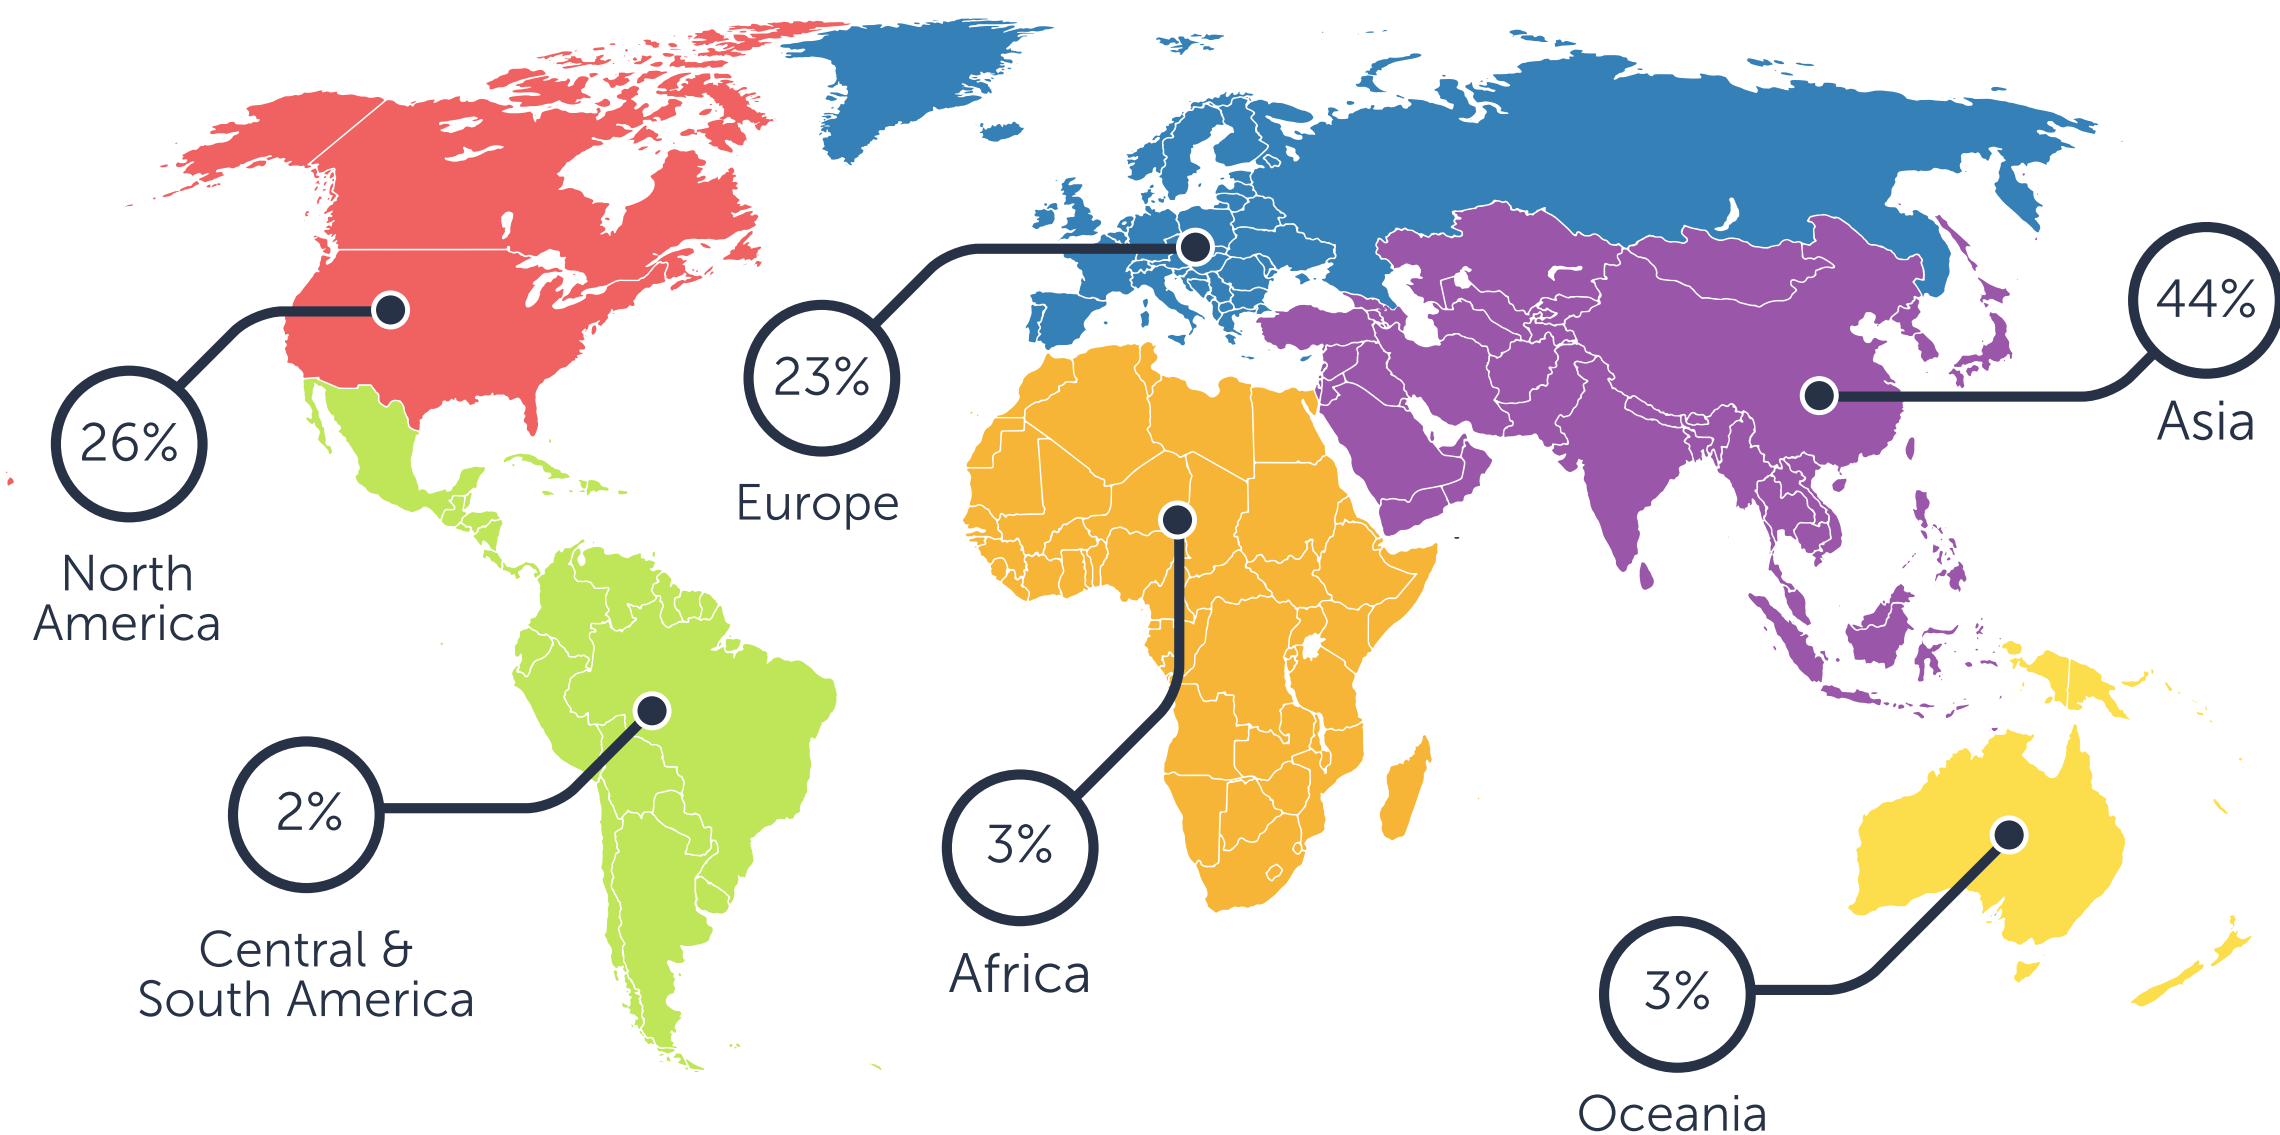 26%
North
America
23%
Europe
44%
Asia
2%
Central &
South America
3%
Africa
3%
Oceania